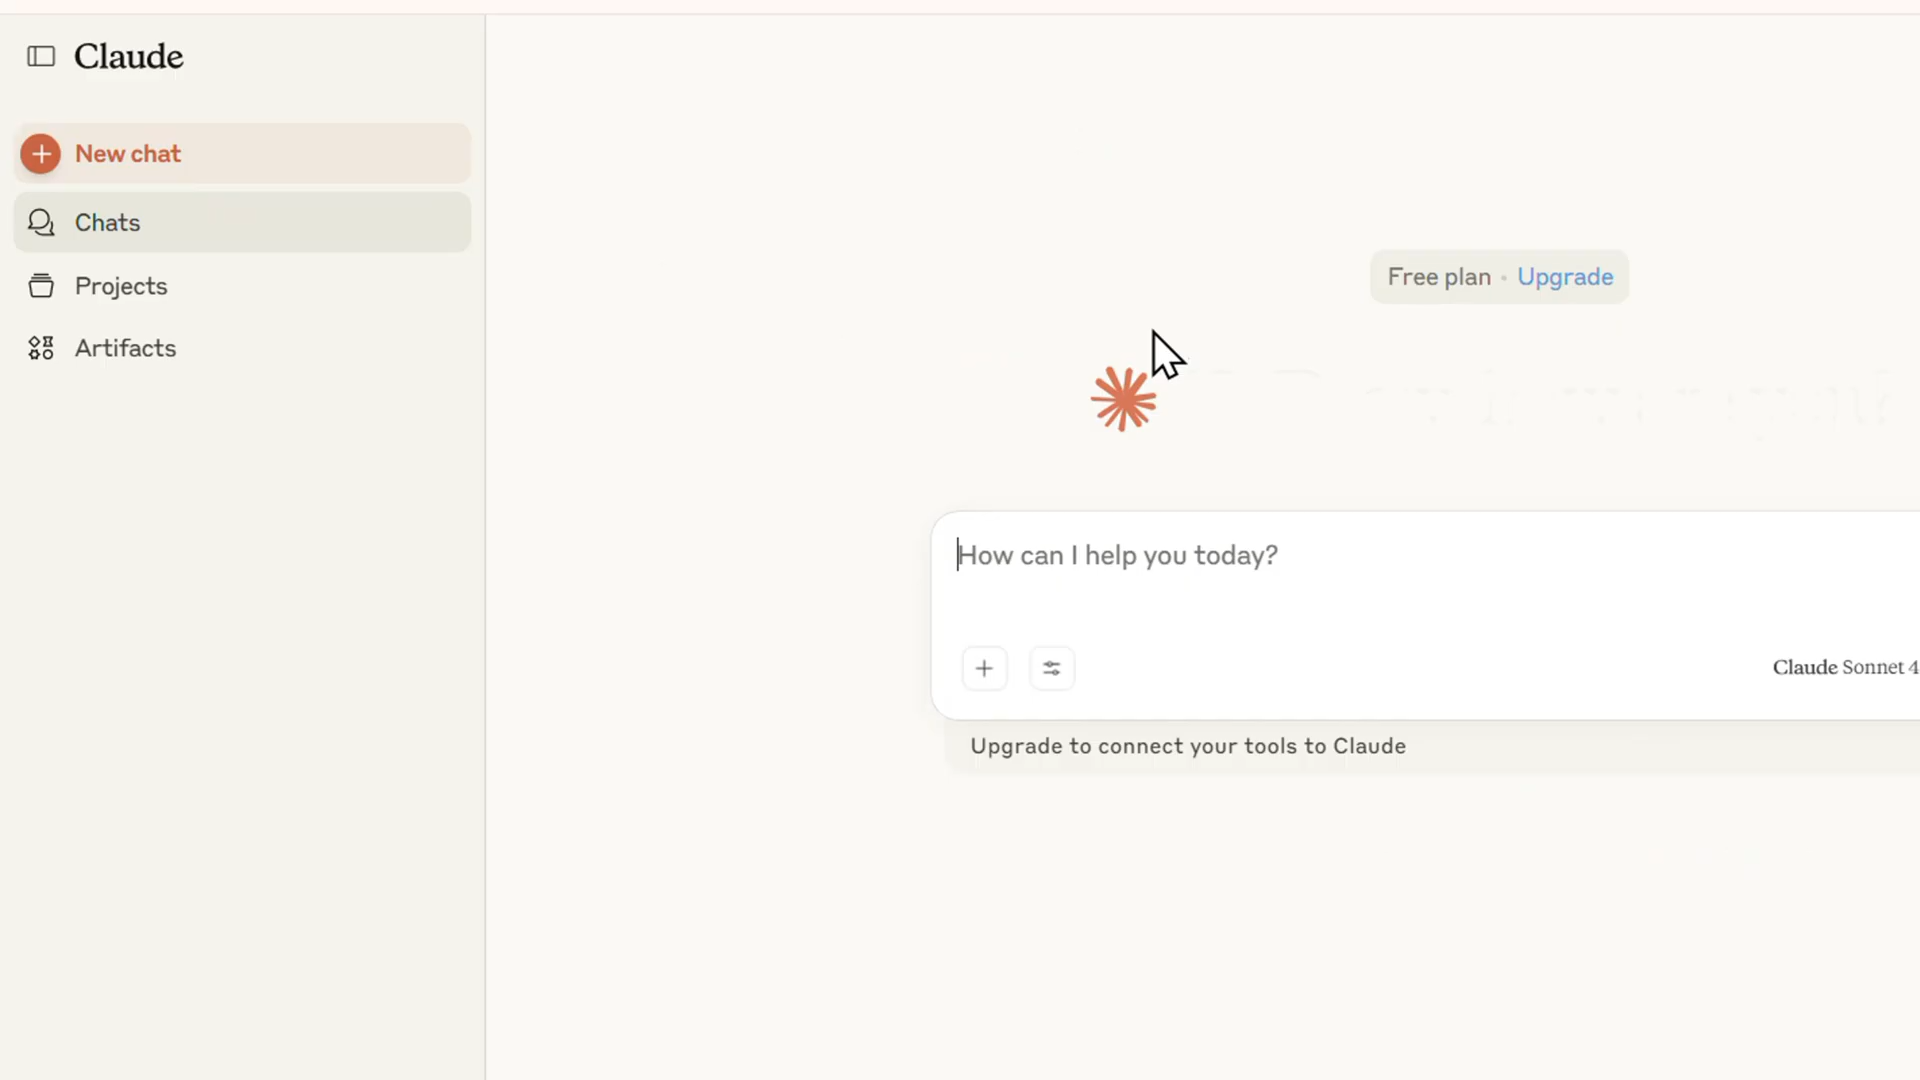 Claude
New chat
Chats
Projects
Artifacts
Free plan · Upgrade
How can I help you today?
Claude Sonnet 4
Upgrade to connect your tools to Claude